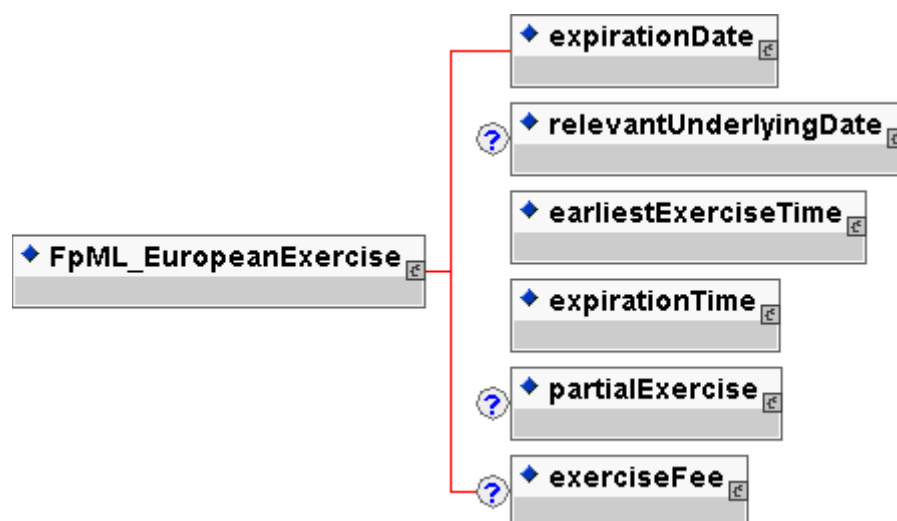 expirationDate
? relevantUnderlyingDate
earliestExerciseTime
FpML_EuropeanExercise
expirationTime
? partialExercise
? exerciseFee